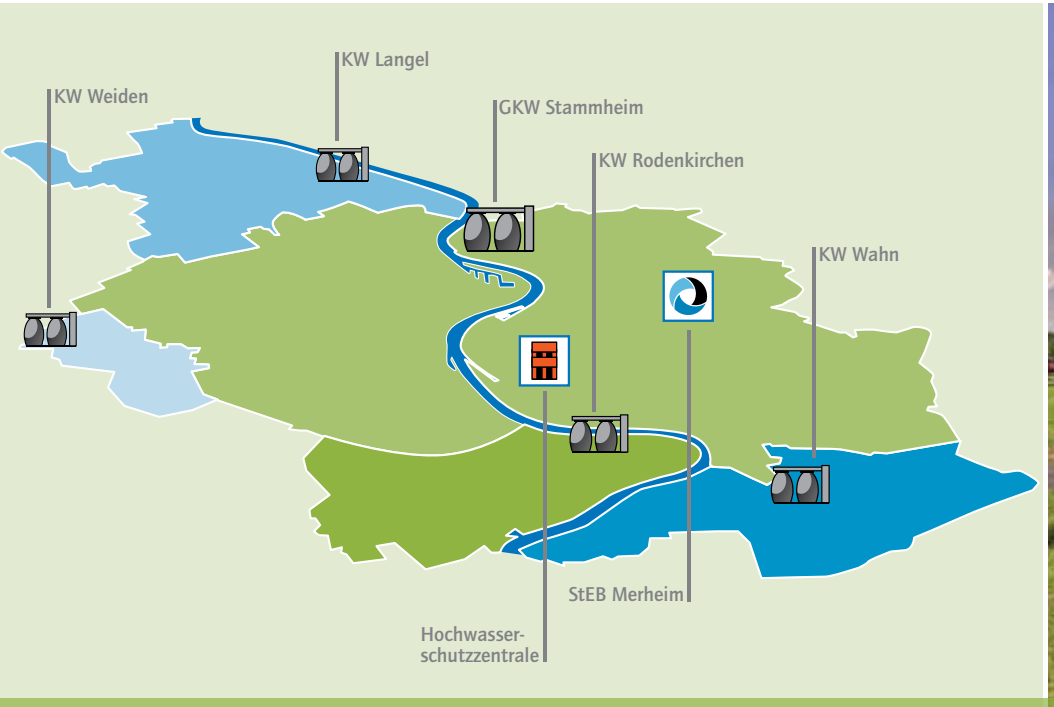 KW Langel
KW Weiden
GKW Stammheim
KW Rodenkirchen
KW Wahn
StEB Merheim
Hochwasser-
schutzzentrale